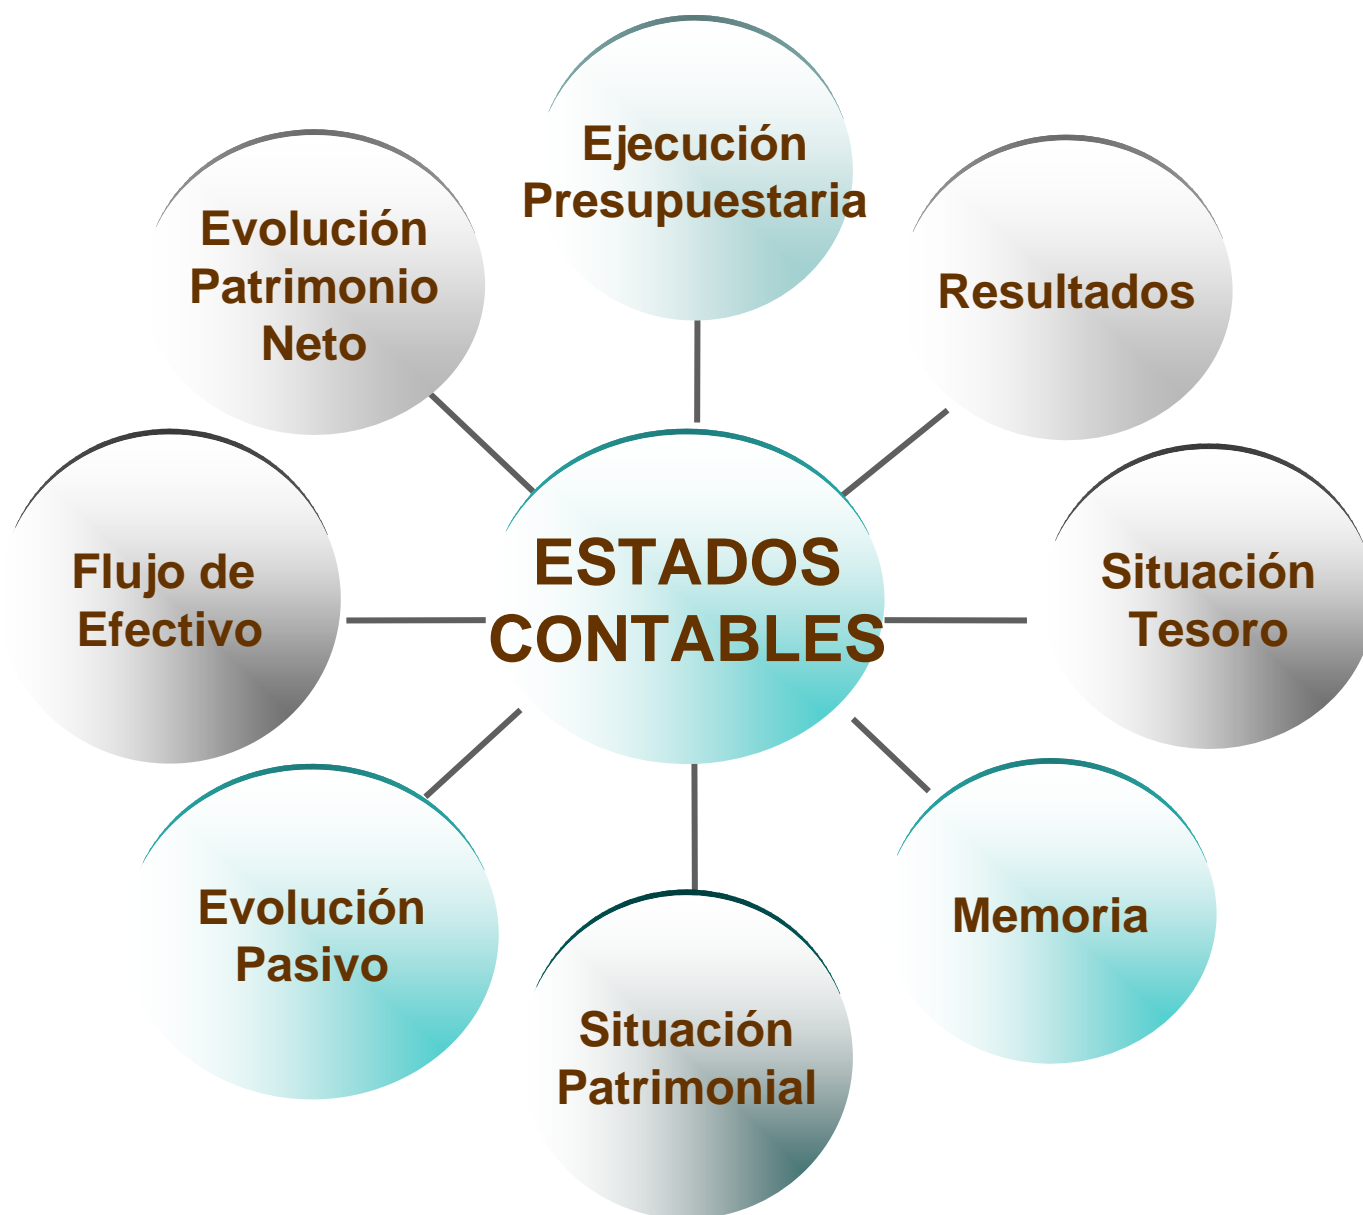 Ejecución
Presupuestaria
Evolución
Patrimonio
Neto
Resultados
Flujo de
Efectivo
ESTADOS
CONTABLES
Situación
Tesoro
Evolución
Pasivo
Memoria
Situación
Patrimonial